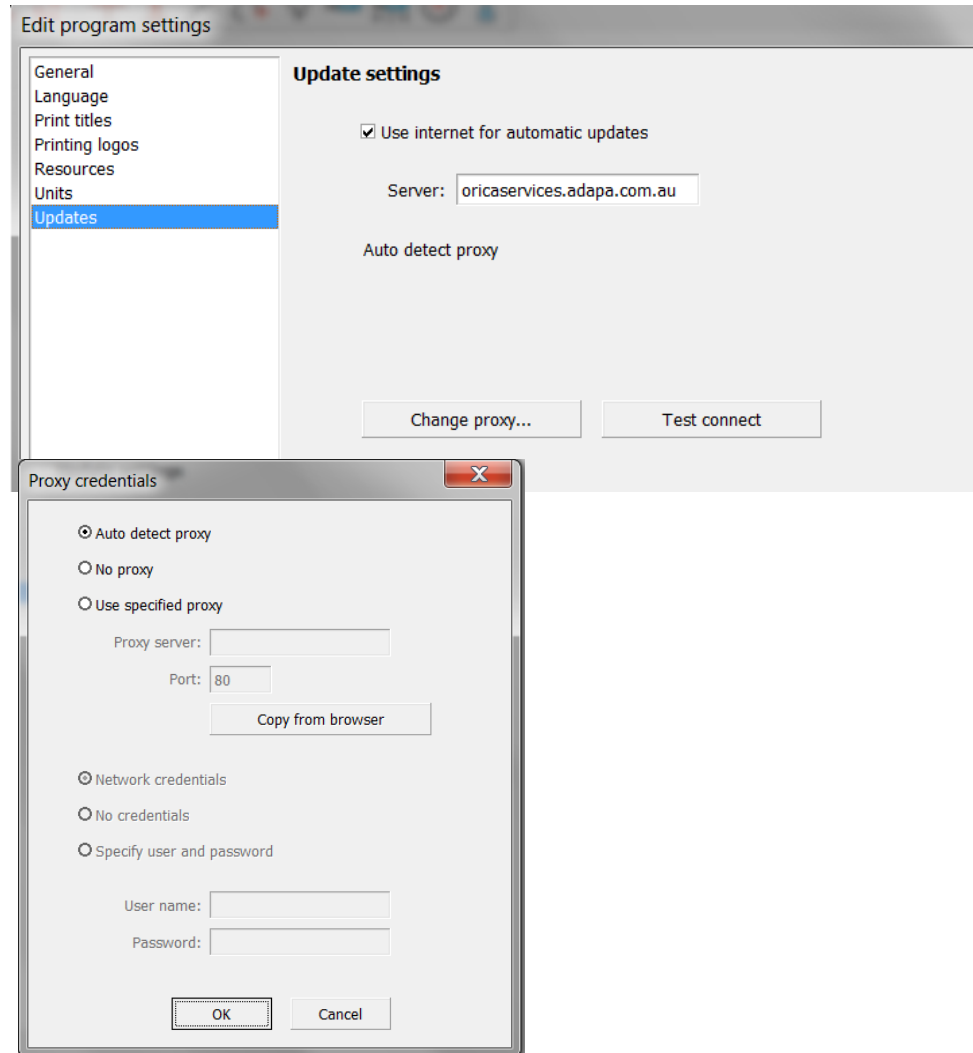 Edit program settings
General
Language
Print titles
Printing logos
Resources
Units
Updates
Update settings
Use internet for automatic updates
Server: oricaservices.adapa.com.au
Auto detect proxy
Change proxy... Test connect
Proxy credentials
Auto detect proxy
No proxy
Use specified proxy
Proxy server:
Port: 80
Copy from browser
Network credentials
No credentials
Specify user and password
User name:
Password:
OK Cancel